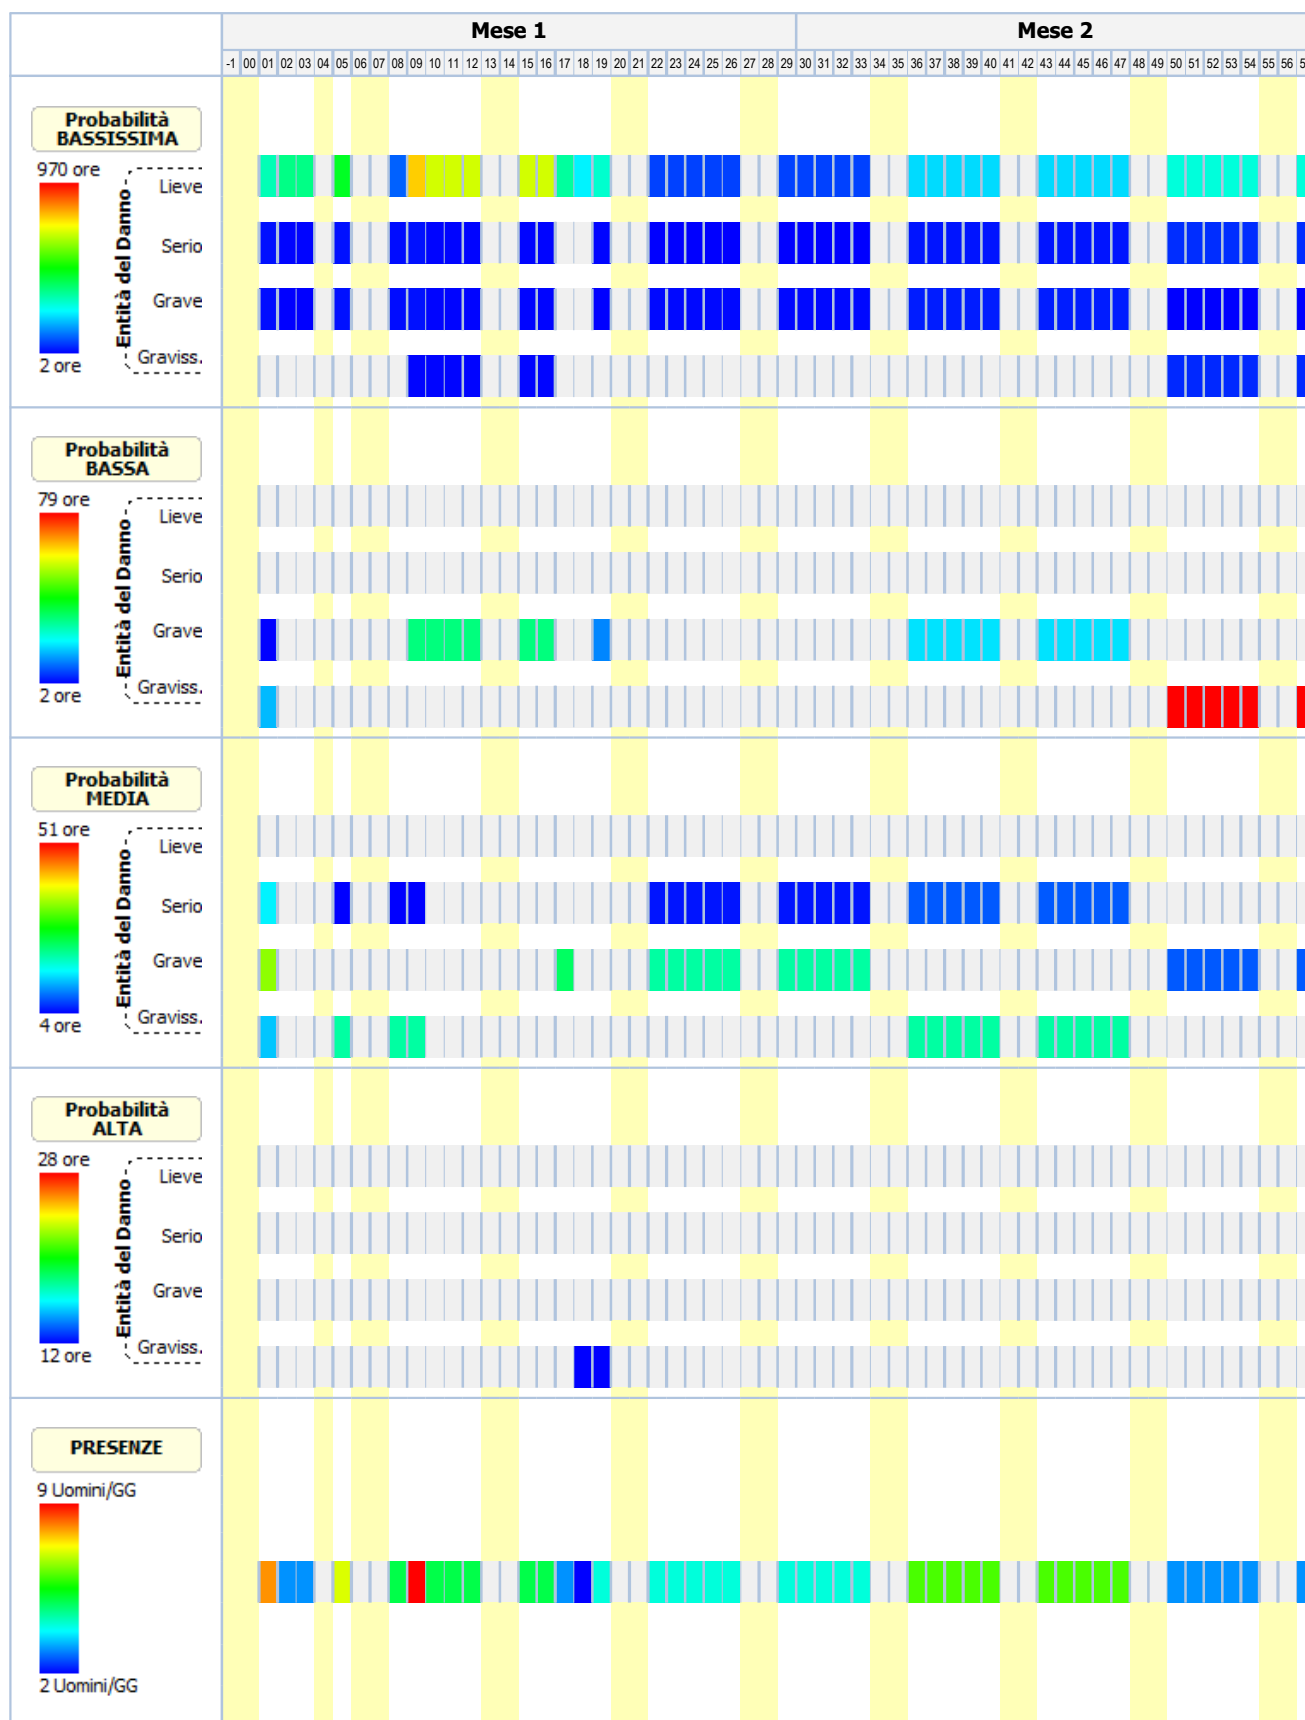 Mese 1 Mese 2
-1 00 01 02 03 04 05 06 07 08 09 10 11 12 13 14 15 16 17 18 19 20 21 22 23 24 25 26 27 28 29 30 31 32 33 34 35 36 37 38 39 40 41 42 43 44 45 46 47 48 49 50 51 52 53 54 55 56 5
Probabilità
BASSISSIMA
970 ore
Entità del Danno
Lieve
Serio
Grave
Graviss.
2 ore
Probabilità
BASSA
79 ore
Entità del Danno
Lieve
Serio
Grave
Graviss.
2 ore
Probabilità
MEDIA
51 ore
Entità del Danno
Lieve
Serio
Grave
Graviss.
4 ore
Probabilità
ALTA
28 ore
Entità del Danno
Lieve
Serio
Grave
Graviss.
12 ore
PRESENZE
9 Uomini/GG
2 Uomini/GG